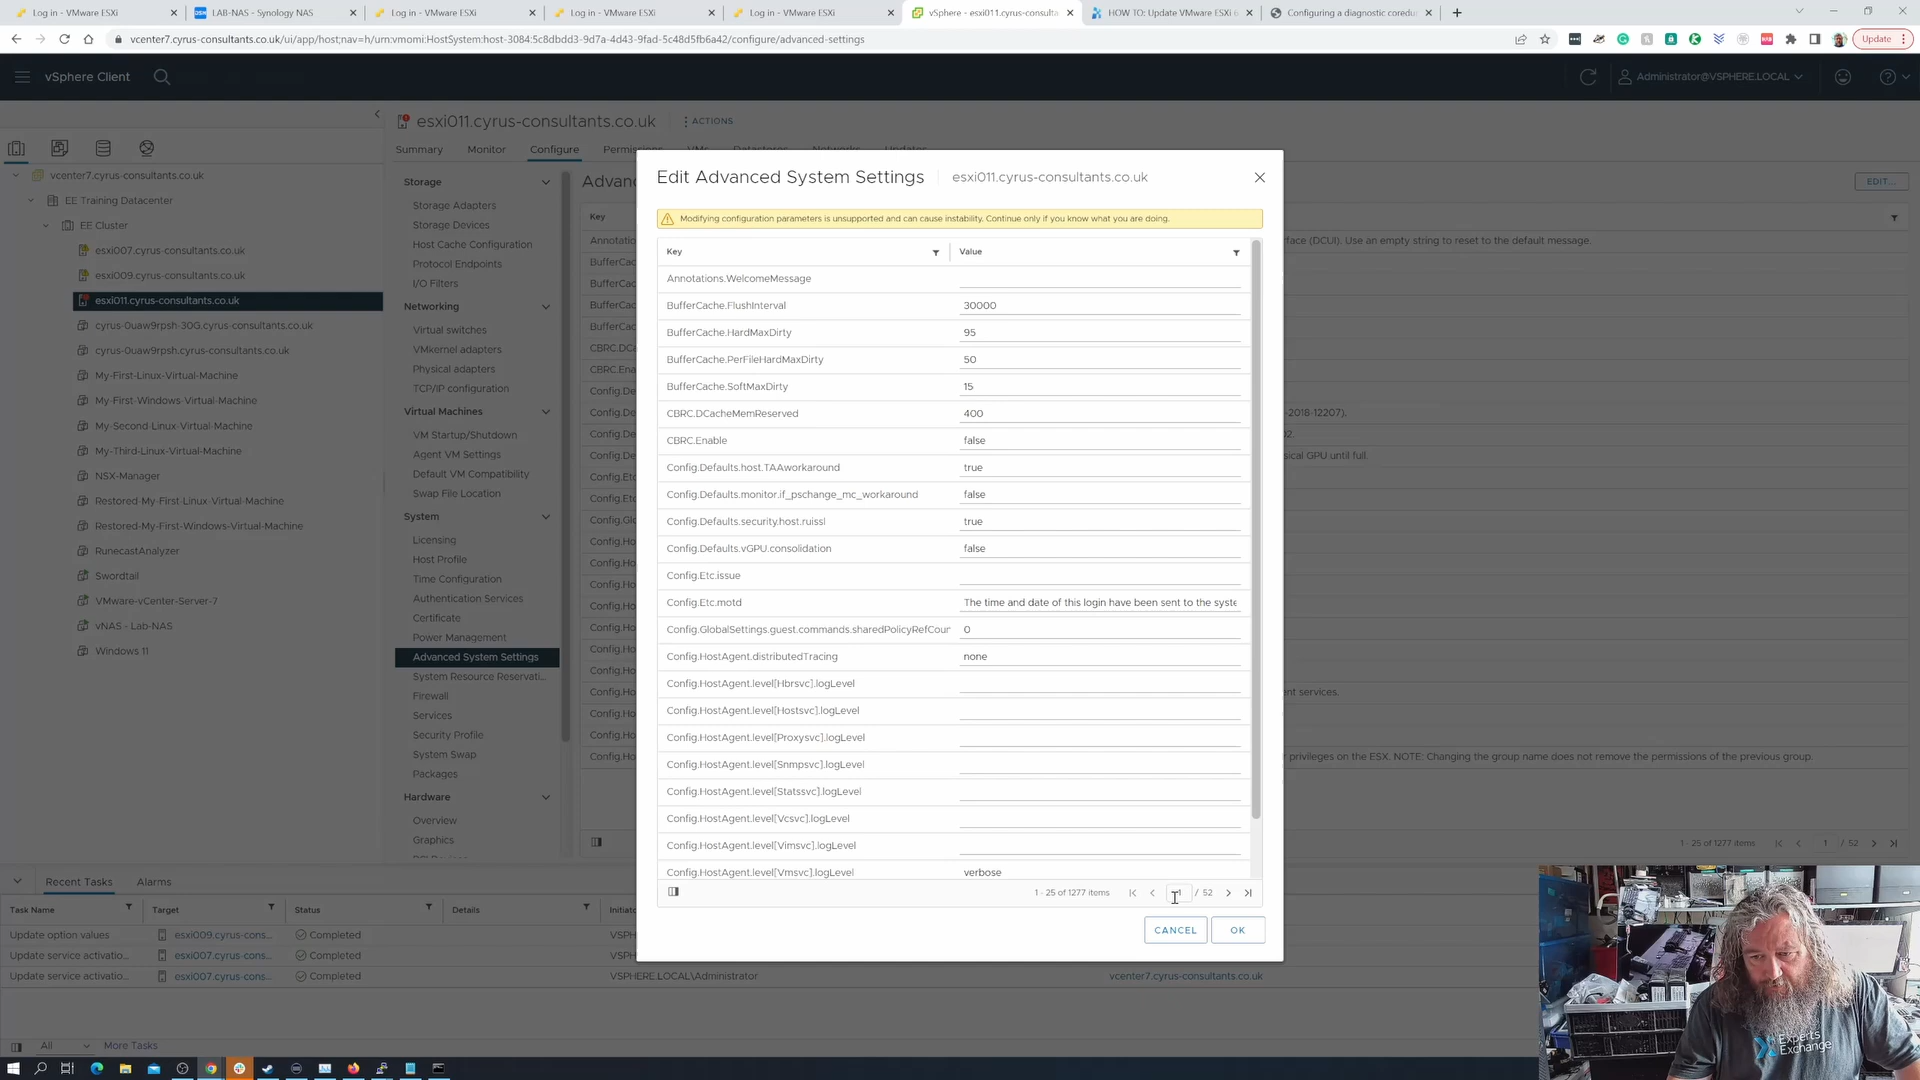 Log in - VMware ESXi
LAB-NAS - Synology NAS
Log in - VMware ESXi
Log in - VMware ESXi
Log in - VMware ESXi
vSphere - esxi011.cyrus-consulta
HOW TO: Update VMware ESXi 6
Configuring a diagnostic coredu
vcenter7.cyrus-consultants.co.uk/ui/app/host;nav=h/urn:vmomi:HostSystem:host-3084:5c8dbdd3-9d7a-4d43-9fad-5c48d5fb6a42/configure/advanced-settings
Update
vSphere Client
Administrator@VSPHERE.LOCAL
esxi011.cyrus-consultants.co.uk
ACTIONS
Summary Monitor Configure Permissions VMs Datastores Networks Updates
vcenter7.cyrus-consultants.co.uk
EE Training Datacenter
EE Cluster
esxi007.cyrus-consultants.co.uk
esxi009.cyrus-consultants.co.uk
esxi011.cyrus-consultants.co.uk
cyrus-0uaw9rpsh-30G.cyrus-consultants.co.uk
cyrus-0uaw9rpsh.cyrus-consultants.co.uk
My-First-Linux-Virtual-Machine
My-First-WIndows-Virtual-Machine
My-Second-Linux-Virtual-Machine
My-Third-Linux-Virtual-Machine
NSX-Manager
Restored-My-First-Linux-Virtual-Machine
Restored-My-First-Windows-Virtual-Machine
RunecastAnalyzer
Swordtail
VMware-vCenter-Server-7
vNAS - Lab-NAS
Windows 11
Storage
Storage Adapters
Storage Devices
Host Cache Configuration
Protocol Endpoints
I/O Filters
Networking
Virtual switches
VMkernel adapters
Physical adapters
TCP/IP configuration
Virtual Machines
VM Startup/Shutdown
Agent VM Settings
Default VM Compatibility
Swap File Location
System
Licensing
Host Profile
Time Configuration
Authentication Services
Certificate
Power Management
Advanced System Settings
System Resource Reservati...
Firewall
Services
Security Profile
System Swap
Packages
Hardware
Overview
Graphics
Advan
EDIT...
Key
Annotation
BufferCac
BufferCac
BufferCac
BufferCac
CBRC.DCa
CBRC.Ena
Config.De
Config.De
Config.De
Config.De
Config.Etc
Config.Etc
Config.Glo
Config.Ho
Config.Ho
Config.Ho
Config.Ho
Config.Ho
Config.Ho
Config.Ho
Config.Ho
Config.Ho
Config.Ho
Config.Ho
rface (DCUI). Use an empty string to reset to the default message.
-2018-12207).
02.
sical GPU until full.
ent services.
privileges on the ESX. NOTE: Changing the group name does not remove the permissions of the previous group.
1 - 25 of 1277 items 1 / 52
Edit Advanced System Settings esxi011.cyrus-consultants.co.uk
Modifying configuration parameters is unsupported and can cause instability. Continue only if you know what you are doing.
Key Value
Annotations.WelcomeMessage
BufferCache.FlushInterval 30000
BufferCache.HardMaxDirty 95
BufferCache.PerFileHardMaxDirty 50
BufferCache.SoftMaxDirty 15
CBRC.DCacheMemReserved 400
CBRC.Enable false
Config.Defaults.host.TAAworkaround true
Config.Defaults.monitor.if_pschange_mc_workaround false
Config.Defaults.security.host.ruissl true
Config.Defaults.vGPU.consolidation false
Config.Etc.issue
Config.Etc.motd The time and date of this login have been sent to the syste
Config.GlobalSettings.guest.commands.sharedPolicyRefCour 0
Config.HostAgent.distributedTracing none
Config.HostAgent.level[Hbrsvc].logLevel
Config.HostAgent.level[Hostsvc].logLevel
Config.HostAgent.level[Proxysvc].logLevel
Config.HostAgent.level[Snmpsvc].logLevel
Config.HostAgent.level[Statssvc].logLevel
Config.HostAgent.level[Vcsvc].logLevel
Config.HostAgent.level[Vimsvc].logLevel
Config.HostAgent.level[Vmsvc].logLevel verbose
1 - 25 of 1277 items 1 / 52
CANCEL OK
Recent Tasks Alarms
Task Name Target Status Details Initiato
Update option values esxi009.cyrus-cons... Completed VSPH
Update service activatio... esxi007.cyrus-cons... Completed VSPH
Update service activatio... esxi007.cyrus-cons... Completed VSPHERE.LOCAL\Administrator vcenter7.cyrus-consultants.co.uk
All More Tasks
Experts
Exchange